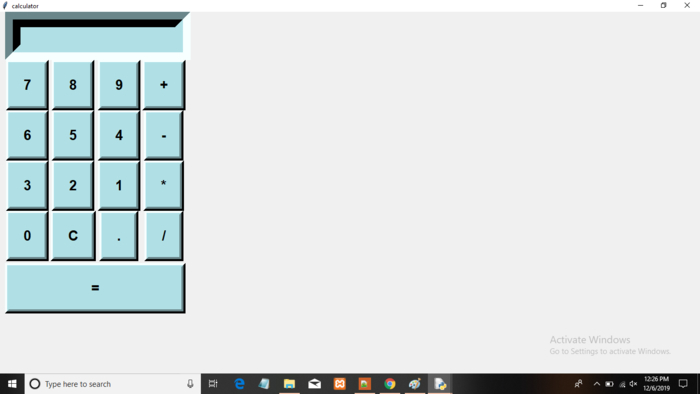 calculator
7 8 9 +
6 5 4 -
3 2 1 *
0 C . /
=
Activate Windows
Go to Settings to activate Windows.
Type here to search
12:26 PM
12/6/2019